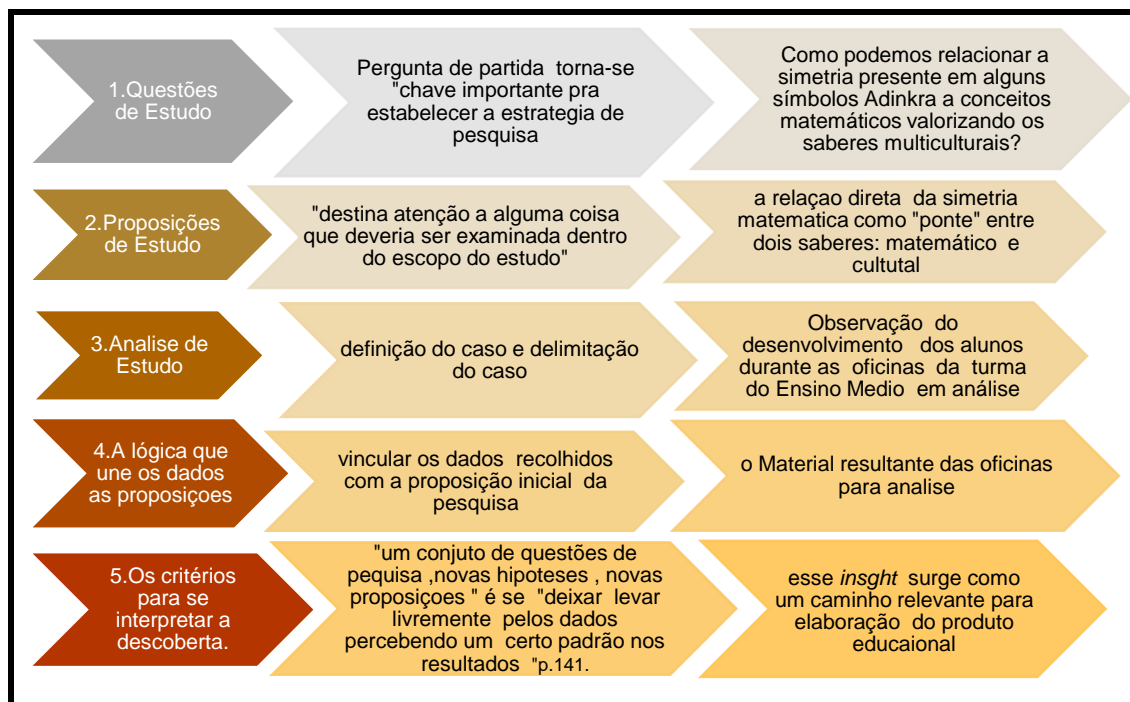 1.Questões
de Estudo
Pergunta de partida torna-se
"chave importante pra
estabelecer a estrategia de
pesquisa
Como podemos relacionar a
simetria presente em alguns
símbolos Adinkra a conceitos
matemáticos valorizando os
saberes multiculturais?
2.Proposições
de Estudo
"destina atenção a alguma coisa
que deveria ser examinada dentro
do escopo do estudo"
a relaçao direta da simetria
matematica como "ponte" entre
dois saberes: matemático e
cultutal
3.Analise de
Estudo
definição do caso e delimitação
do caso
Observação do
desenvolvimento dos alunos
durante as oficinas da turma
do Ensino Medio em análise
4.A lógica que
une os dados
as proposiçoes
vincular os dados recolhidos
com a proposição inicial da
pesquisa
o Material resultante das oficinas
para analise
5.Os critérios
para se
interpretar a
descoberta.
"um conjuto de questões de
pequisa ,novas hipoteses , novas
proposiçoes " é se "deixar levar
livremente pelos dados
percebendo um certo padrão nos
resultados "p.141.
esse insght surge como
um caminho relevante para
elaboração do produto
educaional